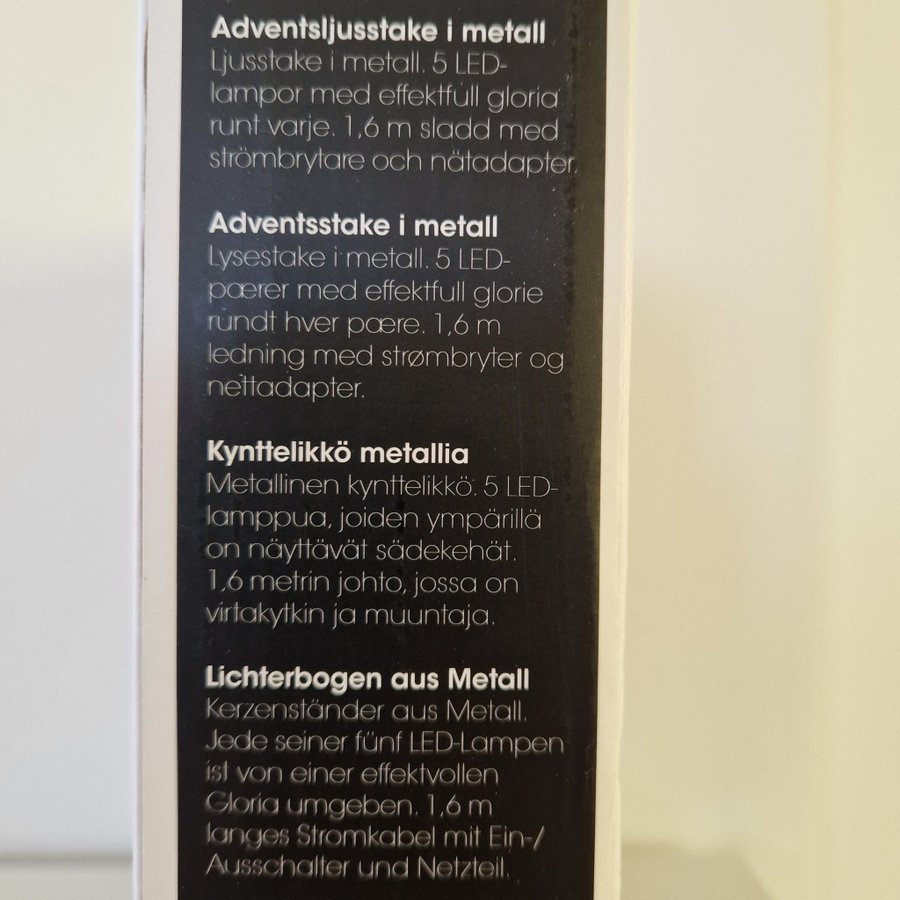 Adventsljusstake i metall
Ljusstake i metall. 5 LED-
lampor med effektfull gloria
runt varje. 1,6 m sladd med
strömbrytare och nätadapter.
Adventsstake i metall
Lysestake i metall. 5 LED-
pærer med effektfull glorie
rundt hver pære. 1,6 m
ledning med strømbryter og
nettadapter.
Kynttelikkö metallia
Metallinen kynttelikkö. 5 LED-
lamppua, joiden ympärillä
on näyttävät sädekehät.
1,6 metrin johto, jossa on
virtakytkin ja muuntaja.
Lichterbogen aus Metall
Kerzenständer aus Metall.
Jede seiner fünf LED-Lampen
ist von einer effektvollen
Gloria umgeben. 1,6 m
langes Stromkabel mit Ein-/
Ausschalter und Netzteil.